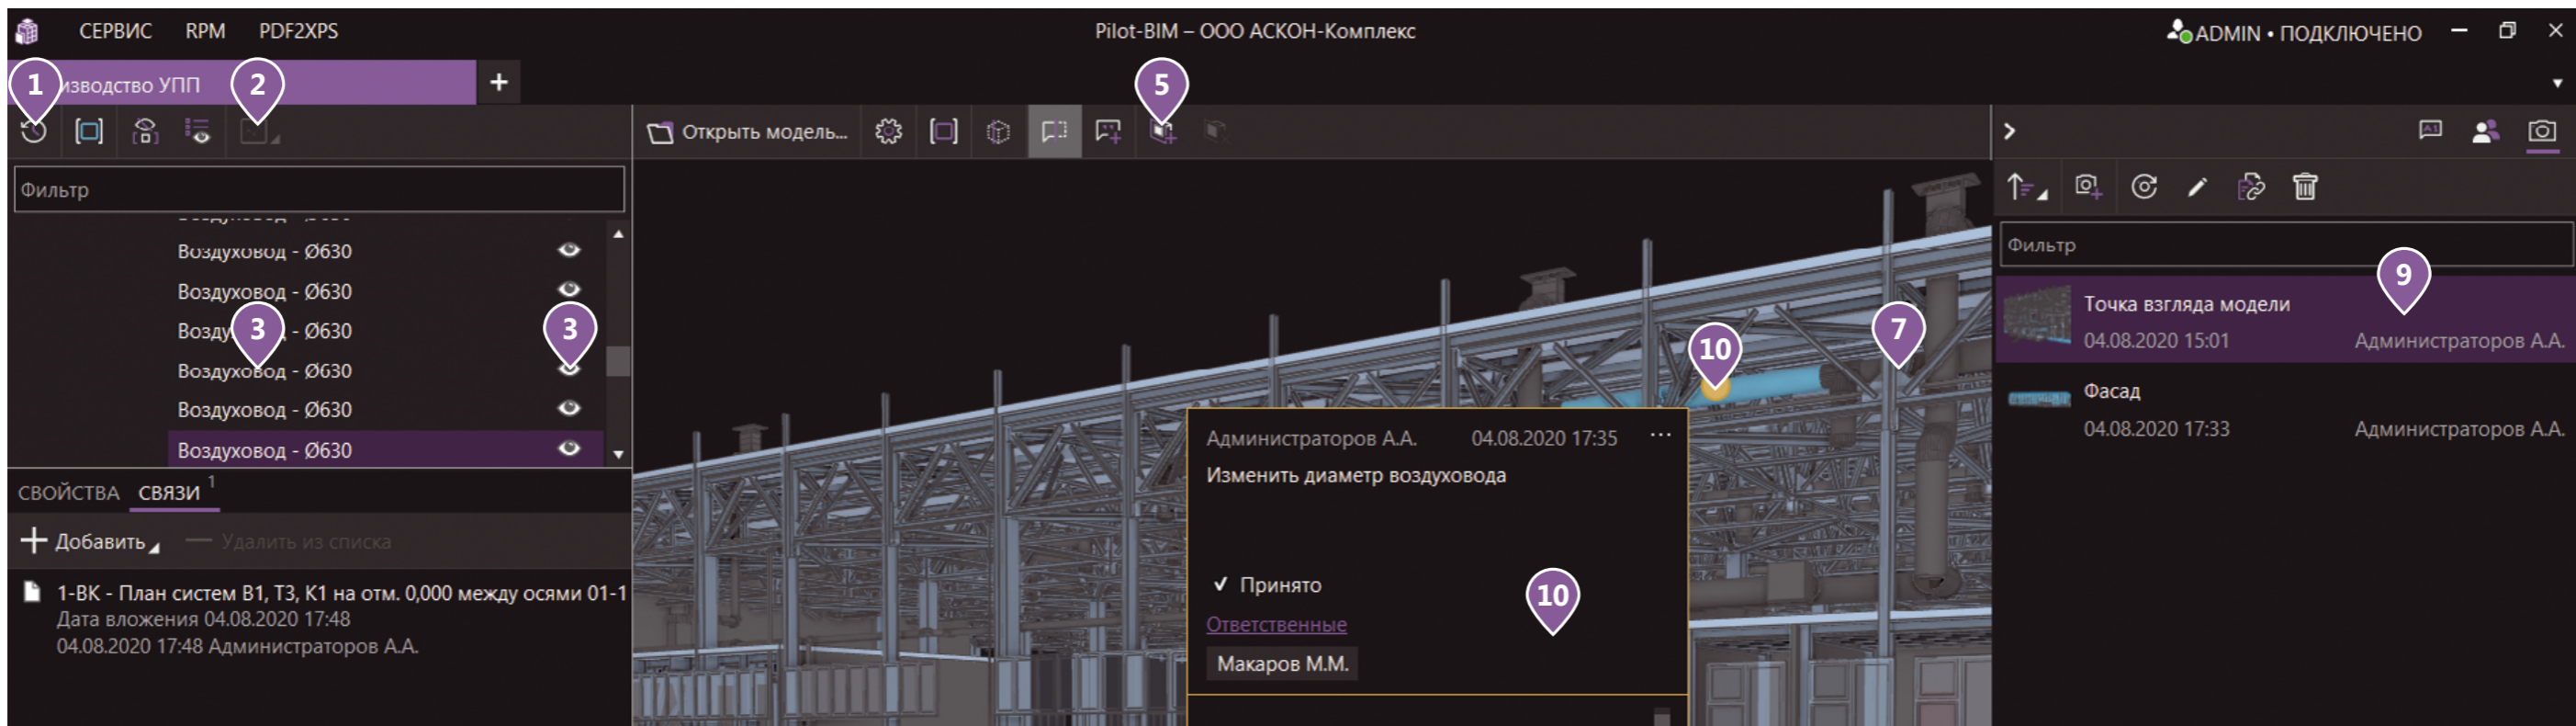 СЕРВИС RPM PDF2XPS
Pilot-BIM – ООО АСКОН-Комплекс
ADMIN • ПОДКЛЮЧЕНО
1
изводство УПП
2
+
5
Открыть модель...
A1
Фильтр
Фильтр
Воздуховод - Ø630
Воздуховод - Ø630
Воздуховод - Ø630
3
3
Воздуховод - Ø630
Воздуховод - Ø630
Воздуховод - Ø630
СВОЙСТВА СВЯЗИ 1
Добавить
Удалить из списка
1-ВК - План систем В1, Т3, К1 на отм. 0,000 между осями 01-1
Дата вложения 04.08.2020 17:48
04.08.2020 17:48 Администраторов А.А.
10
7
Администраторов А.А. 04.08.2020 17:35 ...
Изменить диаметр воздуховода
Принято
10
Ответственные
Макаров М.М.
9
Точка взгляда модели
04.08.2020 15:01 Администраторов А.А.
Фасад
04.08.2020 17:33 Администраторов А.А.